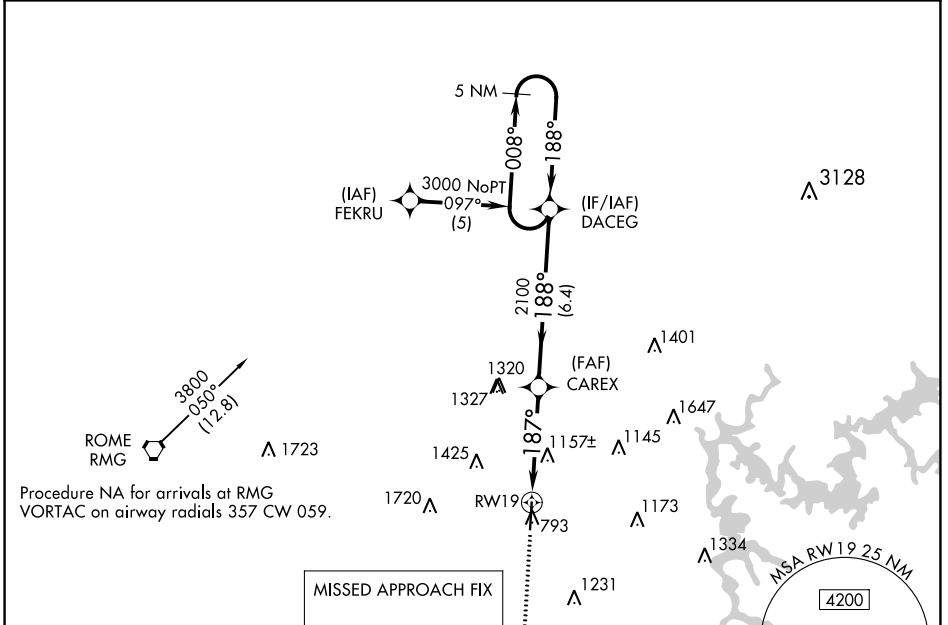 5 NM
008°
188°
3128
(IAF)
FEKRU
3000 NoPT
097°
(5)
(IF/IAF)
DACEG
2100
188°
(6.4)
1401
1320
1327
(FAF)
CAREX
3800
050°
(12.8)
1647
187°
ROME
RMG
1723
1425
1157±
1145
Procedure NA for arrivals at RMG
VORTAC on airway radials 357 CW 059.
1720
RW19
793
1173
1334
MSA RW19 25 NM
MISSED APPROACH FIX
1231
4200